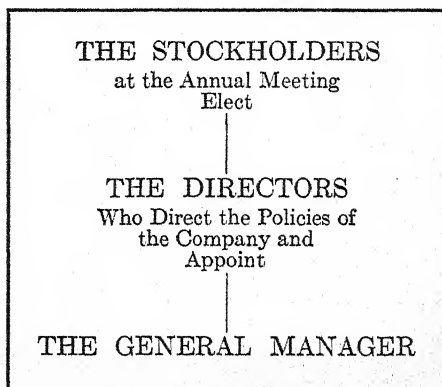 THE STOCKHOLDERS
at the Annual Meeting
Elect
THE DIRECTORS
Who Direct the Policies of
the Company and
Appoint
THE GENERAL MANAGER